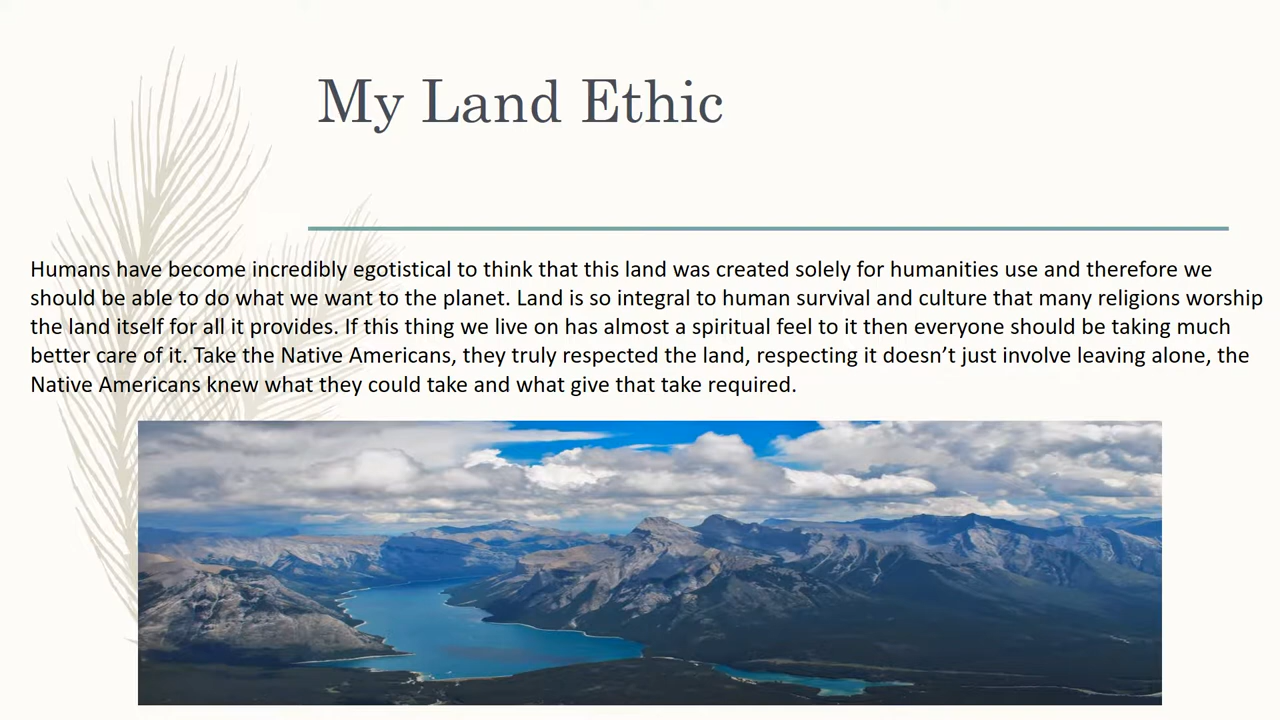 My Land Ethic
Humans have become incredibly egotistical to think that this land was created solely for humanities use and therefore we
should be able to do what we want to the planet. Land is so integral to human survival and culture that many religions worship
the land itself for all it provides. If this thing we live on has almost a spiritual feel to it then everyone should be taking much
better care of it. Take the Native Americans, they truly respected the land, respecting it doesn’t just involve leaving alone, the
Native Americans knew what they could take and what give that take required.